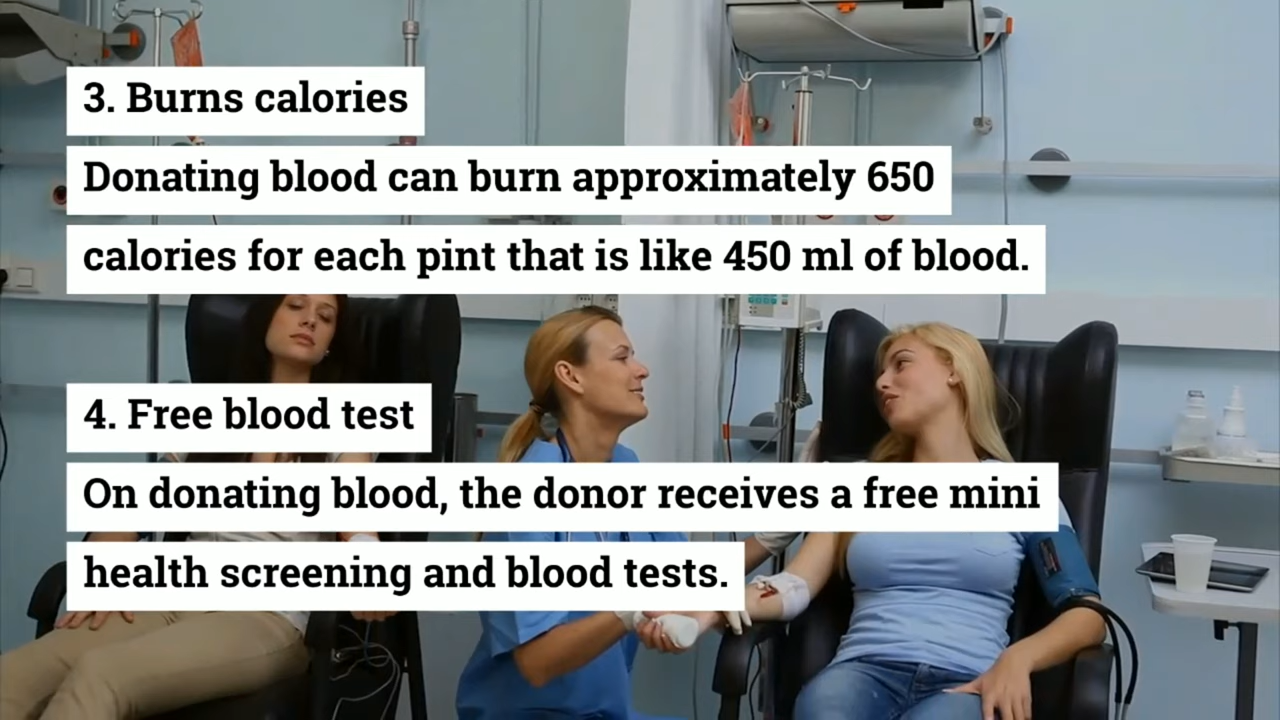 3. Burns calories
Donating blood can burn approximately 650
calories for each pint that is like 450 ml of blood.
4. Free blood test
On donating blood, the donor receives a free mini
health screening and blood tests.